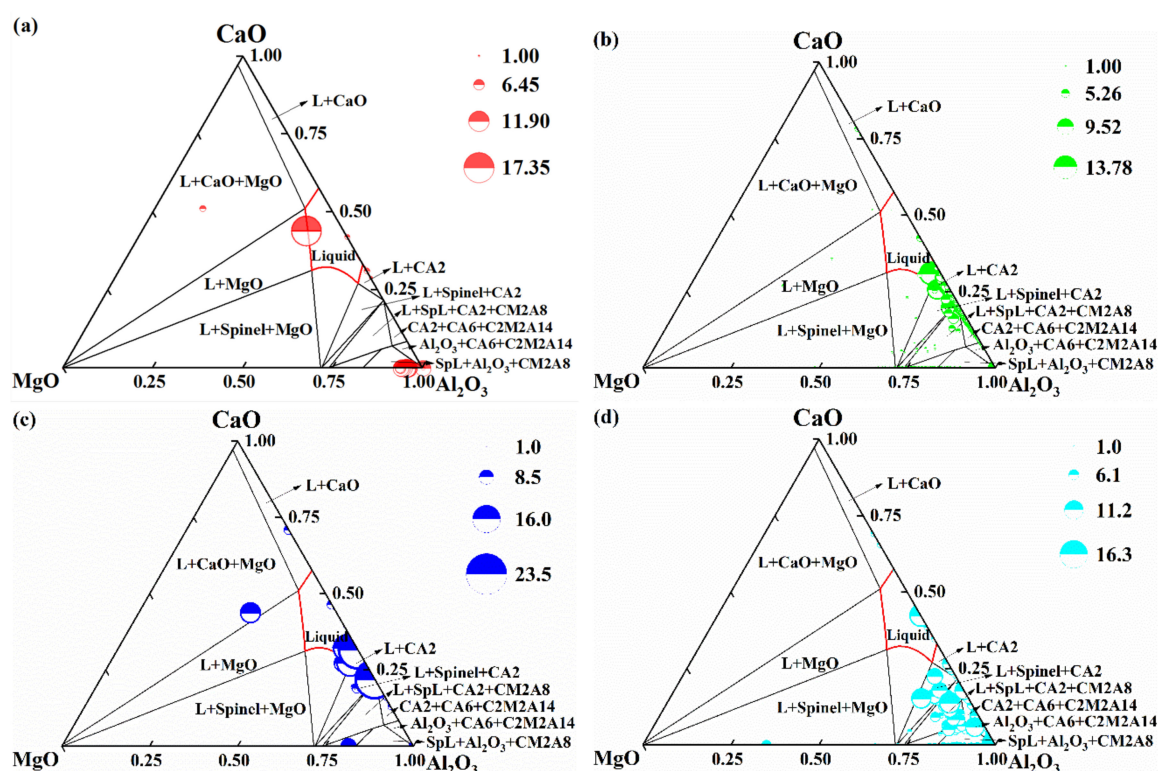 (a)
CaO
1.00
L+CaO
0.75
L+CaO+MgO
0.50
Liquid
L+MgO
L+CA2
0.25
L+Spinel+CA2
L+SpL+CA2+CM2A8
L+Spinel+MgO
CA2+CA6+C2M2A14
Al₂O₃+CA6+C2M2A14
SpL+Al₂O₃+CM2A8
MgO
0.25
0.50
0.75
1.00
Al₂O₃
1.00
6.45
11.90
17.35
(b)
CaO
1.00
L+CaO
0.75
L+CaO+MgO
0.50
Liquid
L+MgO
L+CA2
0.25
L+Spinel+CA2
L+SpL+CA2+CM2A8
L+Spinel+MgO
CA2+CA6+C2M2A14
Al₂O₃+CA6+C2M2A14
SpL+Al₂O₃+CM2A8
MgO
0.25
0.50
0.75
1.00
Al₂O₃
1.00
5.26
9.52
13.78
(c)
CaO
1.00
L+CaO
0.75
L+CaO+MgO
0.50
Liquid
L+MgO
L+CA2
0.25
L+Spinel+CA2
L+SpL+CA2+CM2A8
L+Spinel+MgO
CA2+CA6+C2M2A14
Al₂O₃+CA6+C2M2A14
SpL+Al₂O₃+CM2A8
MgO
0.25
0.50
0.75
1.00
Al₂O₃
1.0
8.5
16.0
23.5
(d)
CaO
1.00
L+CaO
0.75
L+CaO+MgO
0.50
Liquid
L+MgO
L+CA2
0.25
L+Spinel+CA2
L+SpL+CA2+CM2A8
L+Spinel+MgO
CA2+CA6+C2M2A14
Al₂O₃+CA6+C2M2A14
SpL+Al₂O₃+CM2A8
MgO
0.25
0.50
0.75
1.00
Al₂O₃
1.0
6.1
11.2
16.3